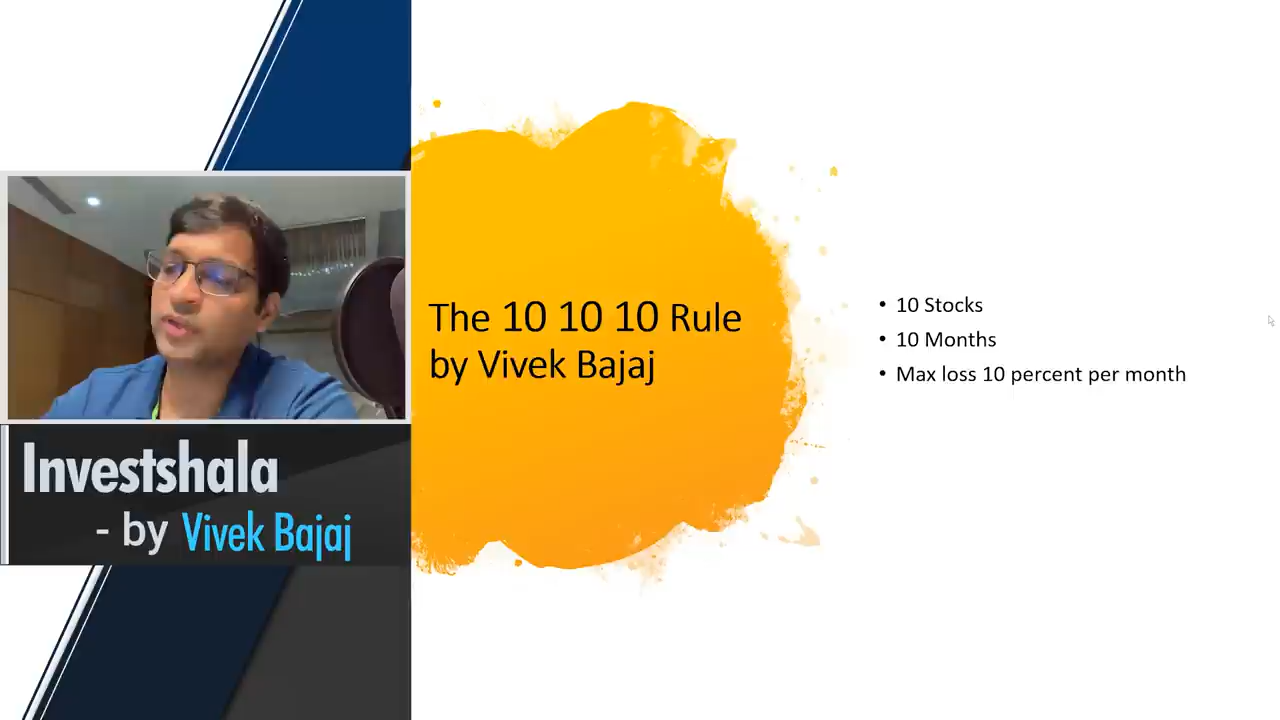 Investshala
- by Vivek Bajaj
The 10 10 10 Rule
by Vivek Bajaj
• 10 Stocks
• 10 Months
• Max loss 10 percent per month